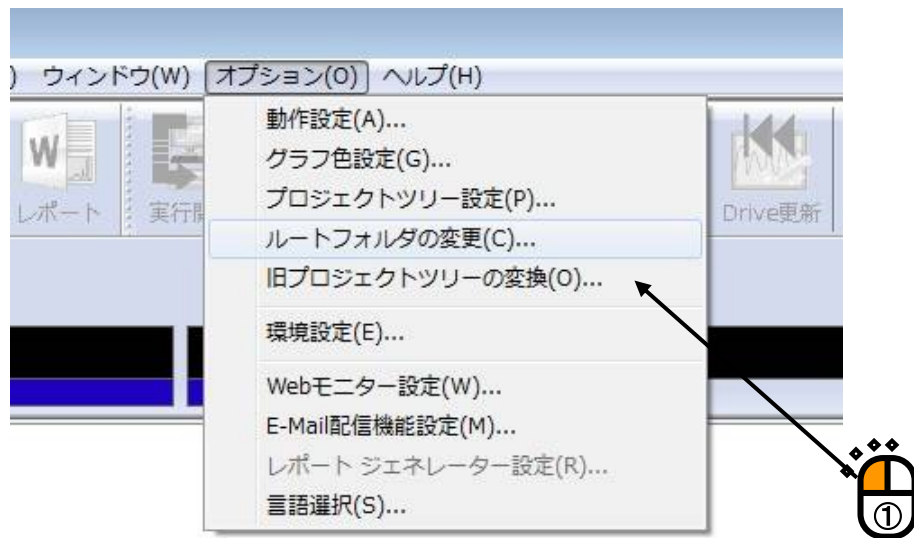 ) ウィンドウ(W) オプション(O) ヘルプ(H)
動作設定(A)...
グラフ色設定(G)...
プロジェクトツリー設定(P)...
ルートフォルダの変更(C)...
旧プロジェクトツリーの変換(O)...
環境設定(E)...
Webモニター設定(W)...
E-Mail配信機能設定(M)...
レポート ジェネレーター設定(R)...
言語選択(S)...
W
レポート
実行
Drive更新
①